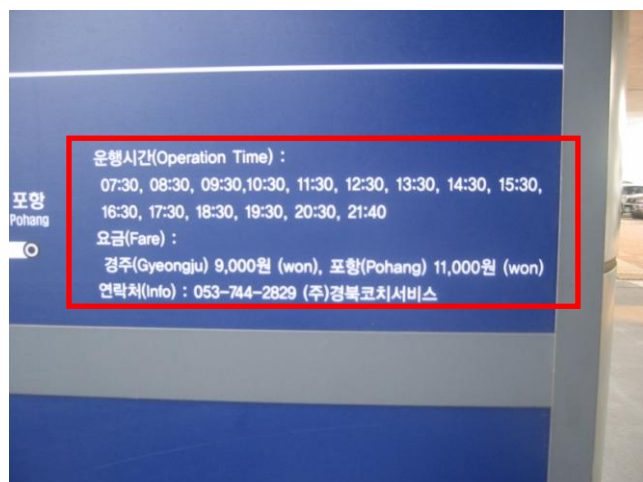 포항
Pohang
운행시간(Operation Time) :
07:30, 08:30, 09:30,10:30, 11:30, 12:30, 13:30, 14:30, 15:30,
16:30, 17:30, 18:30, 19:30, 20:30, 21:40
요금(Fare) :
경주(Gyeongju) 9,000원 (won), 포항(Pohang) 11,000원 (won)
연락처(Info) : 053-744-2829 (주)경북코치서비스